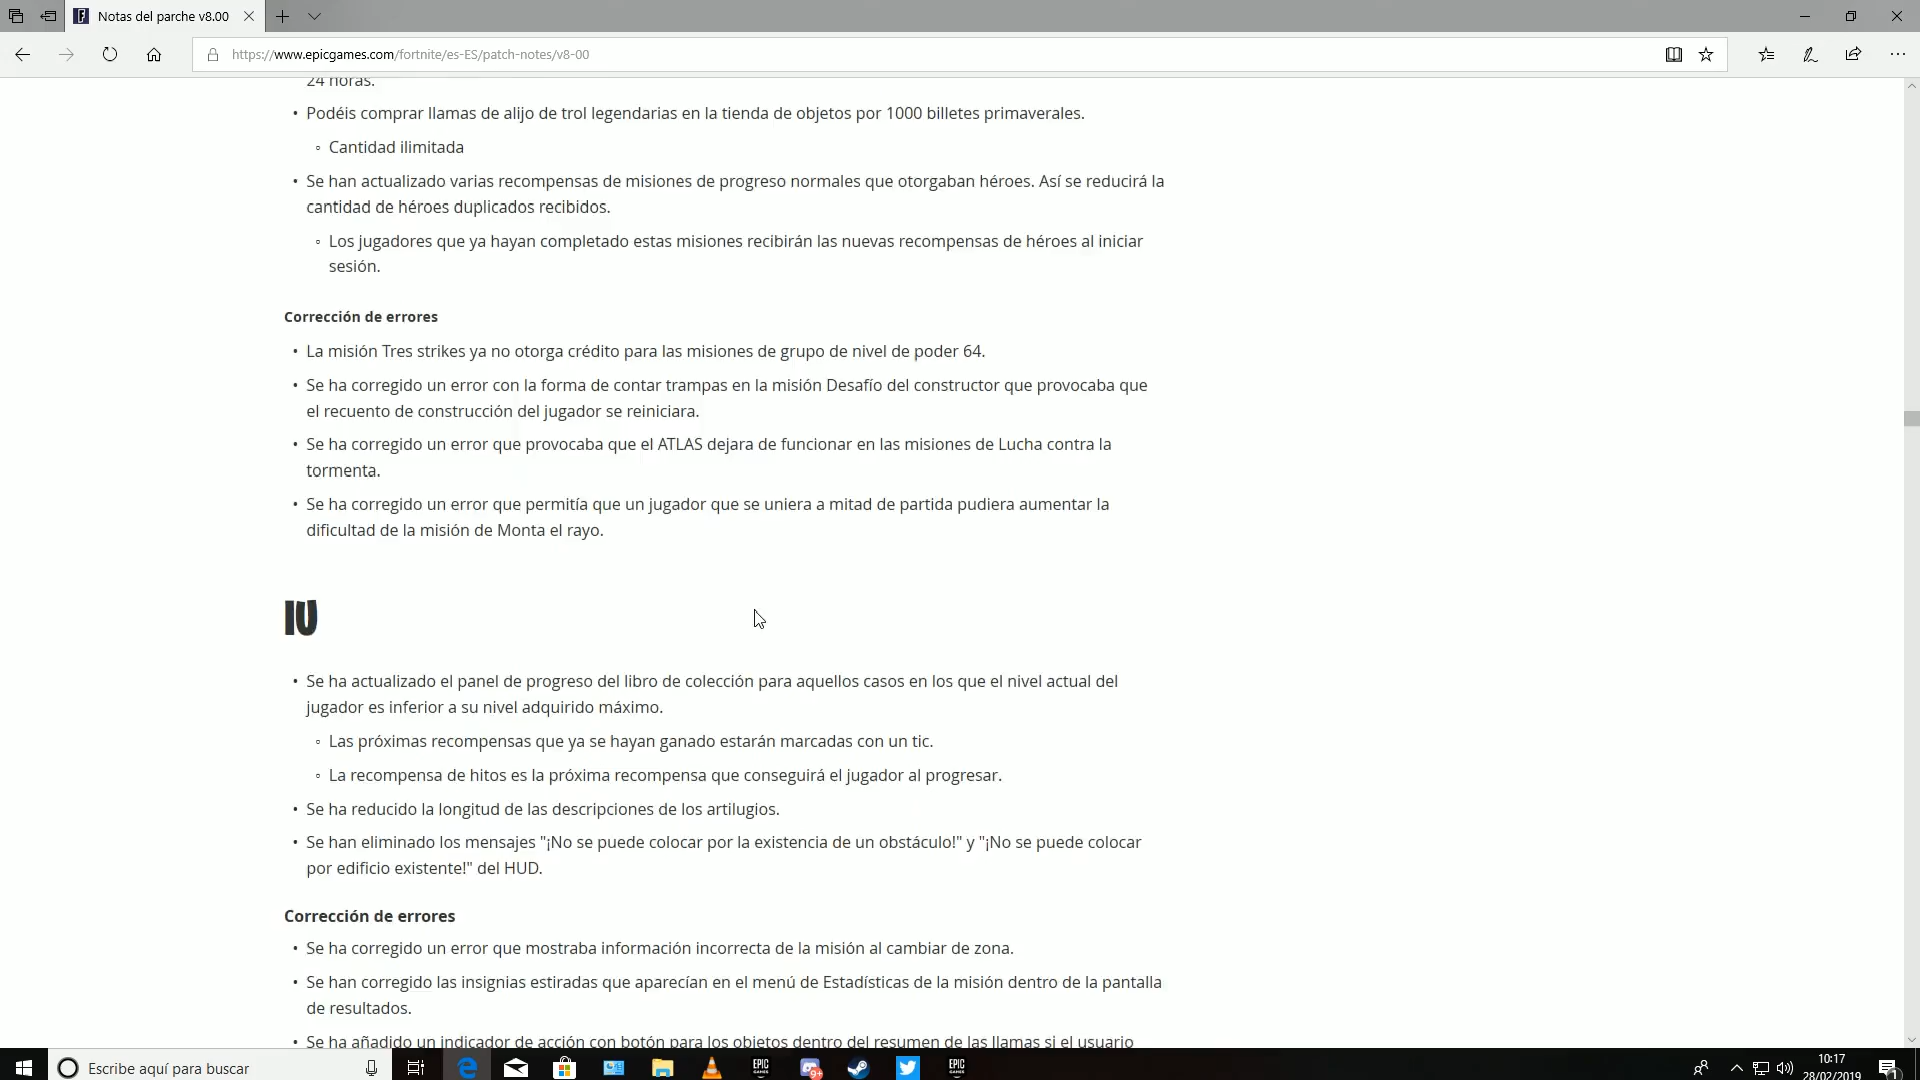 Notas del parche v8.00
https://www.epicgames.com/fortnite/es-ES/patch-notes/v8-00
24 horas.
• Podéis comprar llamas de alijo de trol legendarias en la tienda de objetos por 1000 billetes primaverales.
◦ Cantidad ilimitada
• Se han actualizado varias recompensas de misiones de progreso normales que otorgaban héroes. Así se reducirá la
cantidad de héroes duplicados recibidos.
◦ Los jugadores que ya hayan completado estas misiones recibirán las nuevas recompensas de héroes al iniciar
sesión.
Corrección de errores
• La misión Tres strikes ya no otorga crédito para las misiones de grupo de nivel de poder 64.
• Se ha corregido un error con la forma de contar trampas en la misión Desafío del constructor que provocaba que
el recuento de construcción del jugador se reiniciara.
• Se ha corregido un error que provocaba que el ATLAS dejara de funcionar en las misiones de Lucha contra la
tormenta.
• Se ha corregido un error que permitía que un jugador que se uniera a mitad de partida pudiera aumentar la
dificultad de la misión de Monta el rayo.
IU
• Se ha actualizado el panel de progreso del libro de colección para aquellos casos en los que el nivel actual del
jugador es inferior a su nivel adquirido máximo.
◦ Las próximas recompensas que ya se hayan ganado estarán marcadas con un tic.
◦ La recompensa de hitos es la próxima recompensa que conseguirá el jugador al progresar.
• Se ha reducido la longitud de las descripciones de los artilugios.
• Se han eliminado los mensajes "¡No se puede colocar por la existencia de un obstáculo!" y "¡No se puede colocar
por edificio existente!" del HUD.
Corrección de errores
• Se ha corregido un error que mostraba información incorrecta de la misión al cambiar de zona.
• Se han corregido las insignias estiradas que aparecían en el menú de Estadísticas de la misión dentro de la pantalla
de resultados.
• Se ha añadido un indicador de acción con botón para los objetos dentro del resumen de las llamas si el usuario
Escribe aquí para buscar
EPIC GAMES
9+
EPIC GAMES
10:17
28/02/2019
1